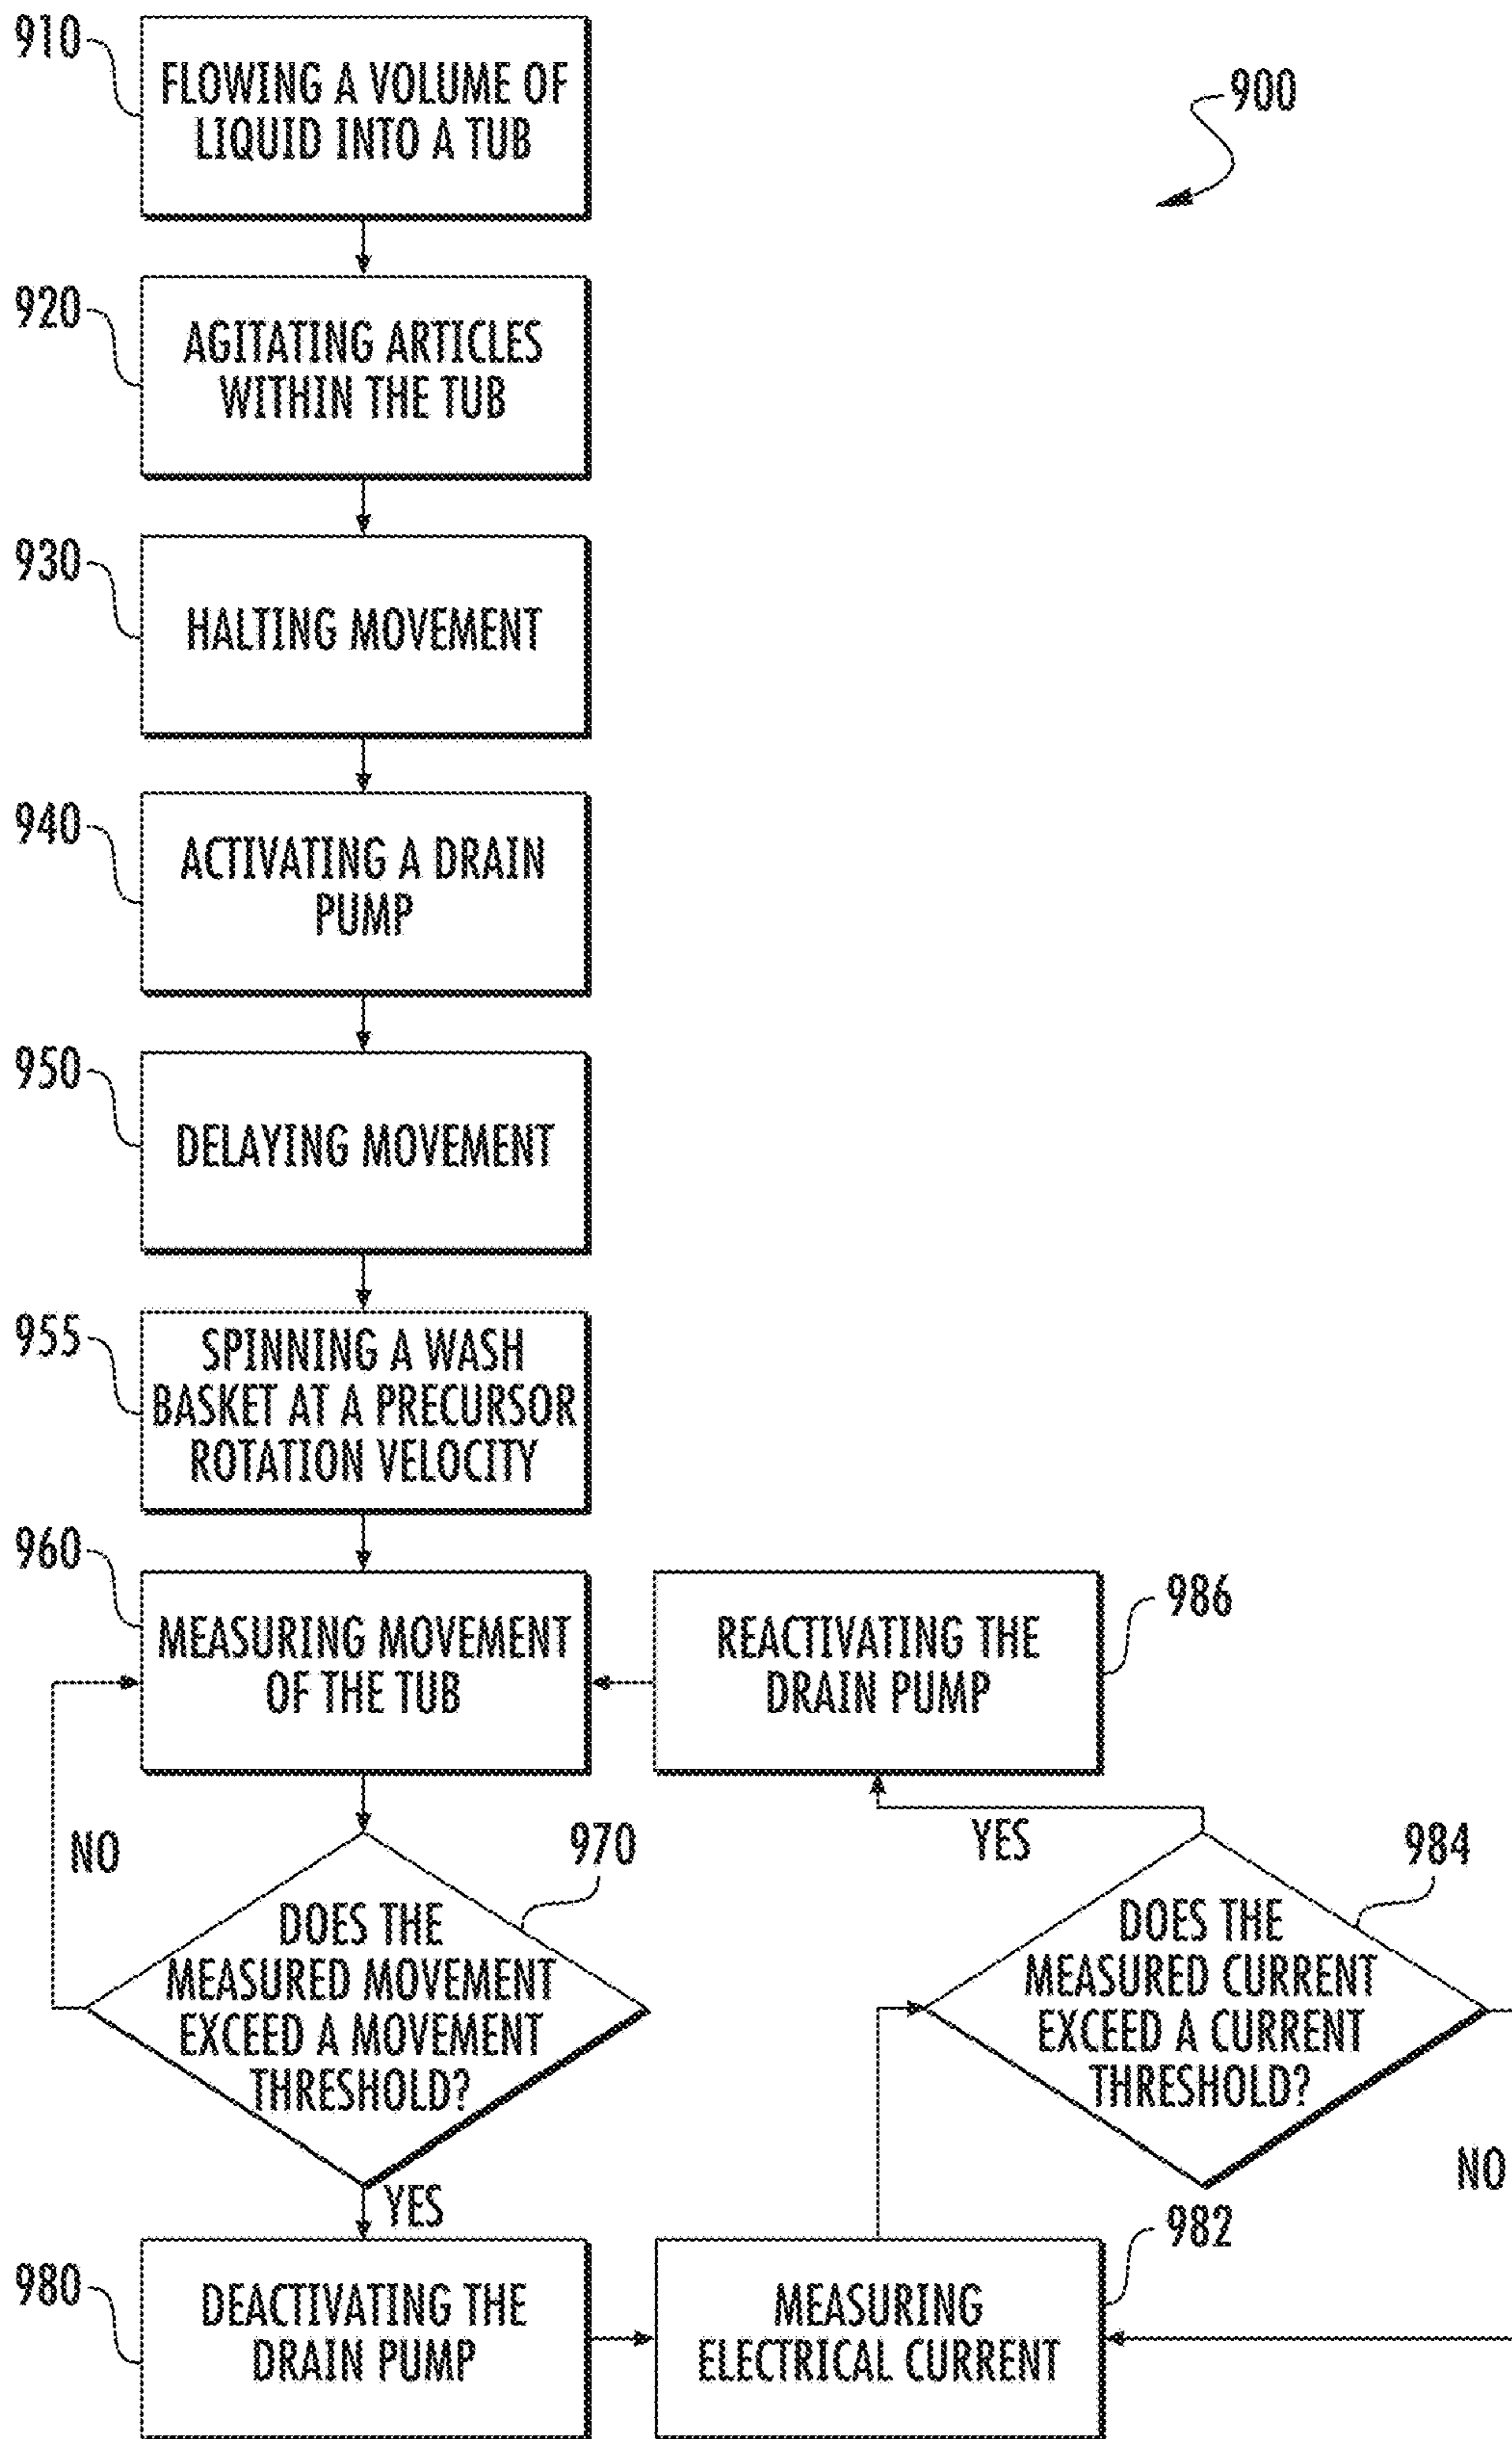 910
FLOWING A VOLUME OF
LIQUID INTO A TUB
900
920
AGITATING ARTICLES
WITHIN THE TUB
930
HALTING MOVEMENT
940
ACTIVATING A DRAIN
PUMP
950
DELAYING MOVEMENT
955
SPINNING A WASH
BASKET AT A PRECURSOR
ROTATION VELOCITY
960
MEASURING MOVEMENT
OF THE TUB
REACTIVATING THE
DRAIN PUMP
986
NO
970
DOES THE
MEASURED MOVEMENT
EXCEED A MOVEMENT
THRESHOLD?
YES
YES
984
DOES THE
MEASURED CURRENT
EXCEED A CURRENT
THRESHOLD?
NO
980
DEACTIVATING THE
DRAIN PUMP
982
MEASURING
ELECTRICAL CURRENT